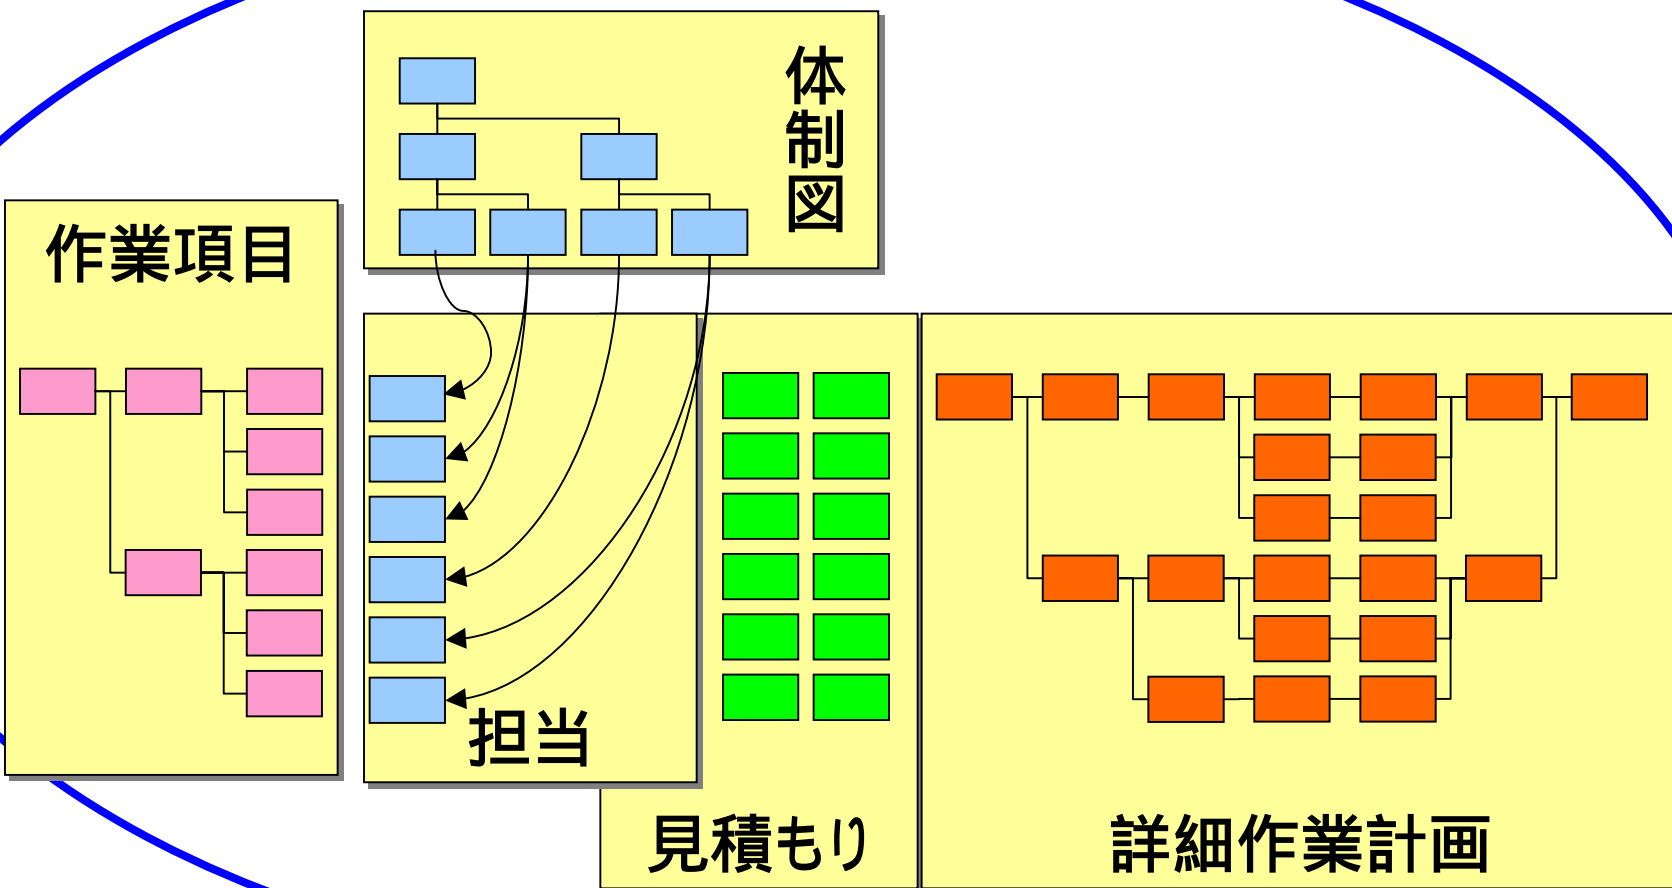 体制図
作業項目
担当
見積もり
詳細作業計画